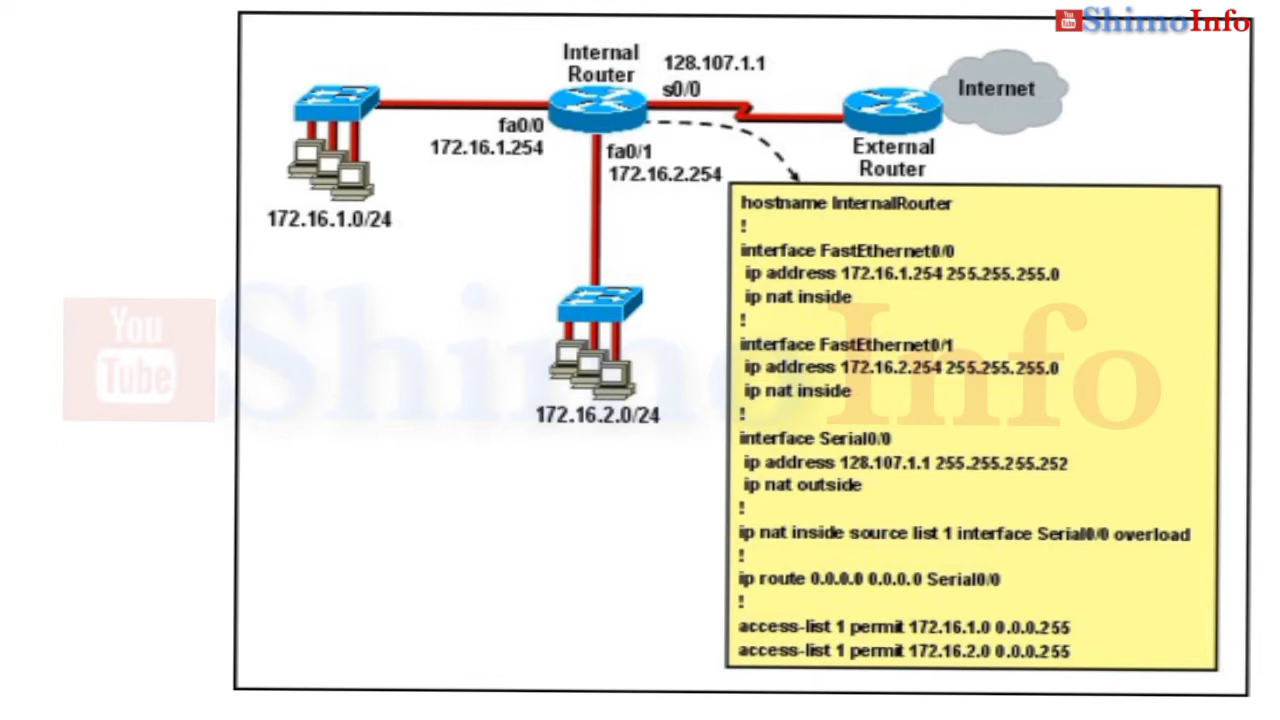 You Tube ShimoInfo
Internal
Router
128.107.1.1
s0/0
Internet
fa0/0
172.16.1.254
fa0/1
172.16.2.254
External
Router
172.16.1.0/24
172.16.2.0/24
hostname InternalRouter
!
interface FastEthernet0/0
ip address 172.16.1.254 255.255.255.0
ip nat inside
!
interface FastEthernet0/1
ip address 172.16.2.254 255.255.255.0
ip nat inside
!
interface Serial0/0
ip address 128.107.1.1 255.255.255.252
ip nat outside
!
ip nat inside source list 1 interface Serial0/0 overload
!
ip route 0.0.0.0 0.0.0.0 Serial0/0
!
access-list 1 permit 172.16.1.0 0.0.0.255
access-list 1 permit 172.16.2.0 0.0.0.255
You
Tube
ShimoInfo